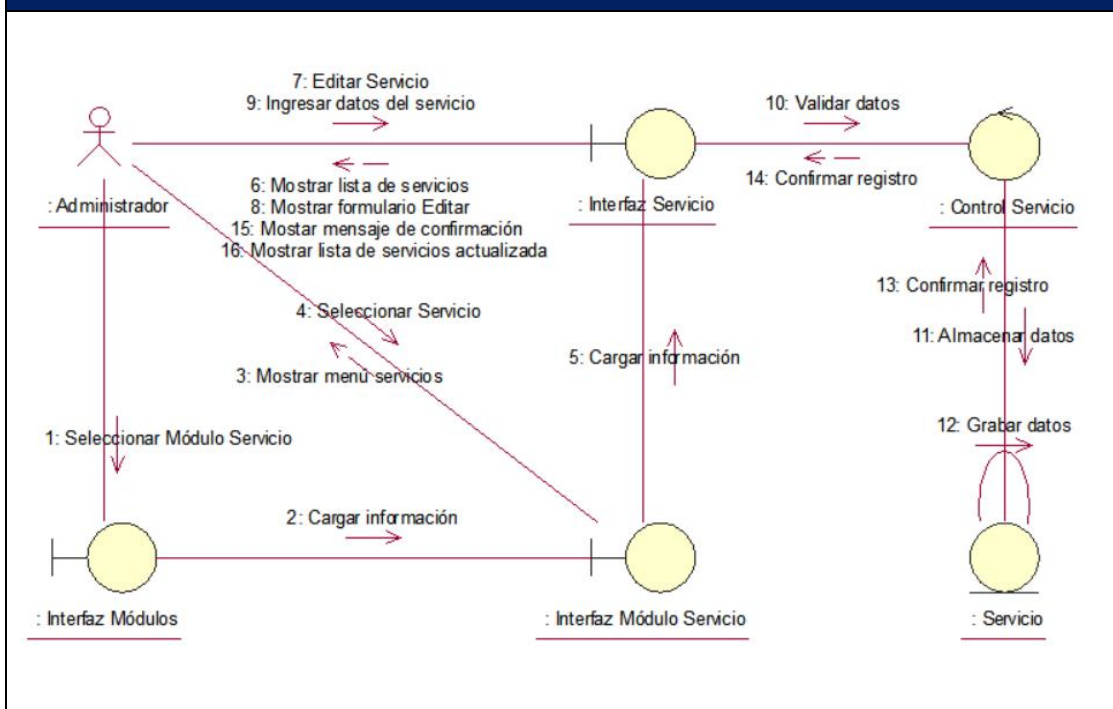 7: Editar Servicio
9: Ingresar datos del servicio
10: Validar datos
6: Mostrar lista de servicios
8: Mostrar formulario Editar
15: Mostar mensaje de confirmación
16: Mostrar lista de servicios actualizada
14: Confirmar registro
: Administrador
: Interfaz Servicio
: Control Servicio
4: Seleccionar Servicio
13: Confirmar registro
3: Mostrar menú servicios
5: Cargar información
11: Almacenar datos
1: Seleccionar Módulo Servicio
12: Grabar datos
2: Cargar información
: Interfaz Módulos
: Interfaz Módulo Servicio
: Servicio